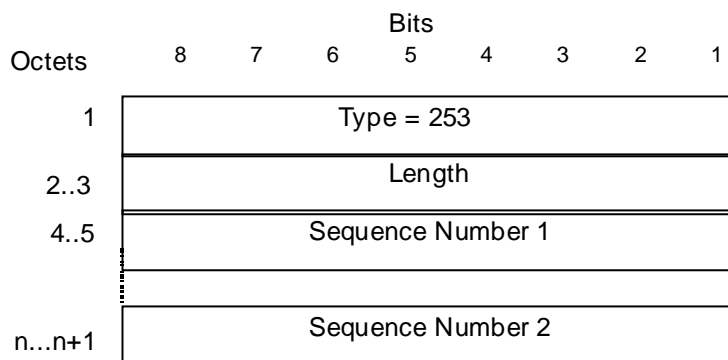 Bits
Octets 8 7 6 5 4 3 2 1
1 Type = 253
2..3 Length
4..5 Sequence Number 1
n...n+1 Sequence Number 2